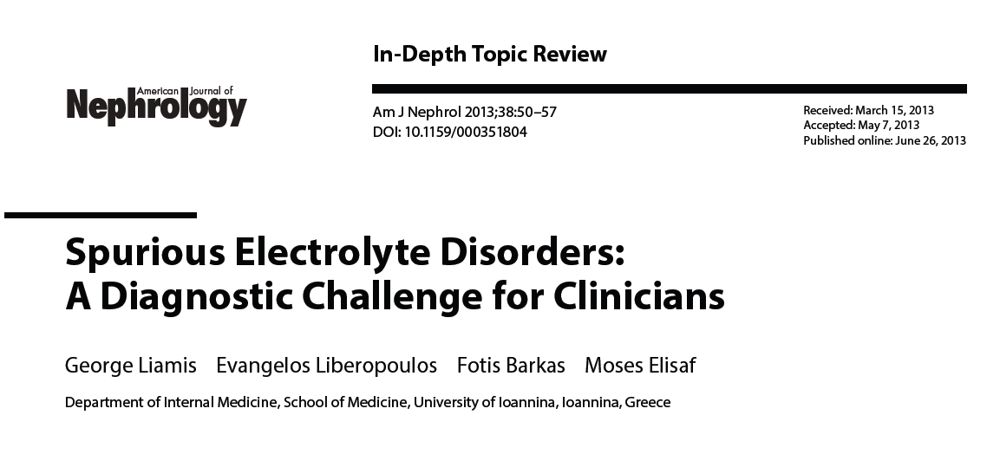 In-Depth Topic Review
American Journal of
Nephrology
Am J Nephrol 2013;38:50–57
DOI: 10.1159/000351804
Received: March 15, 2013
Accepted: May 7, 2013
Published online: June 26, 2013
Spurious Electrolyte Disorders:
A Diagnostic Challenge for Clinicians
George Liamis Evangelos Liberopoulos Fotis Barkas Moses Elisaf
Department of Internal Medicine, School of Medicine, University of Ioannina, Ioannina, Greece